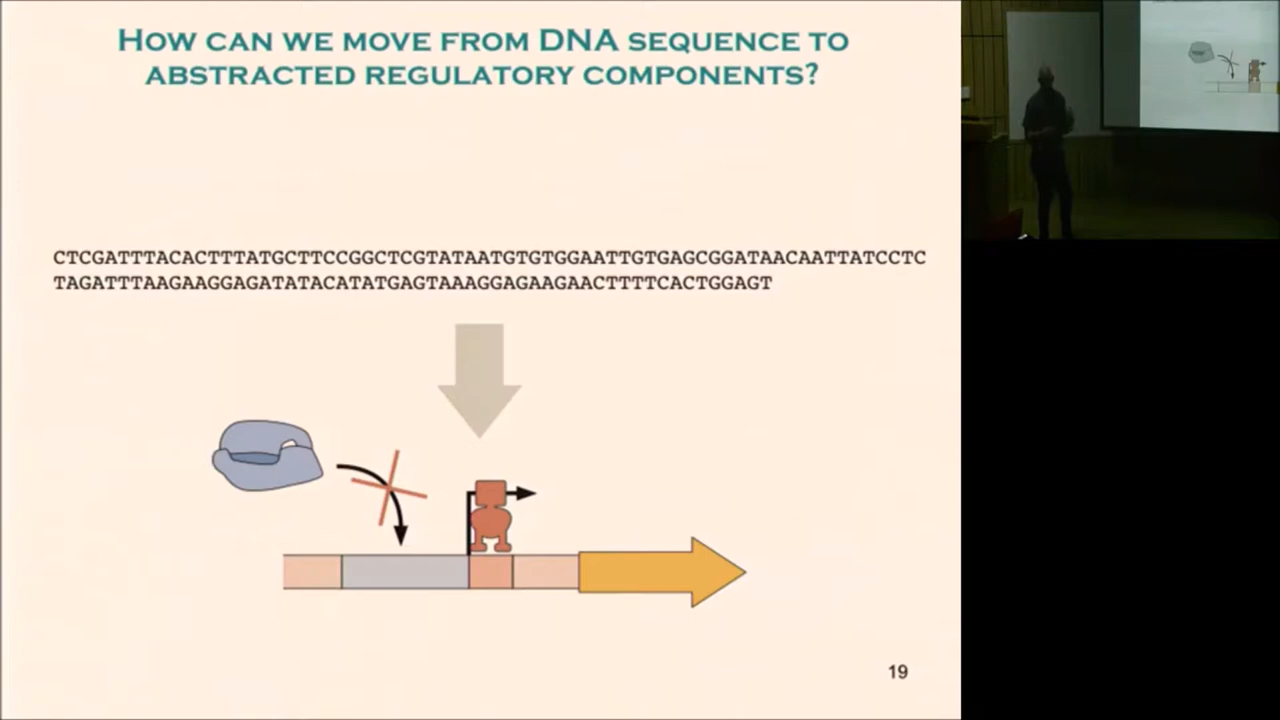 HOW CAN WE MOVE FROM DNA SEQUENCE TO
ABSTRACTED REGULATORY COMPONENTS?
CTCGATTTACACTTTATGCTTCCGGCTCGTATAATGTGTGGAATTGTGAGCGGATAACAATTATCCTC
TAGATTTAAGAAGGAGATATACATATGAGTAAAGGAGAAGAACTTTTCACTGGAGT
19